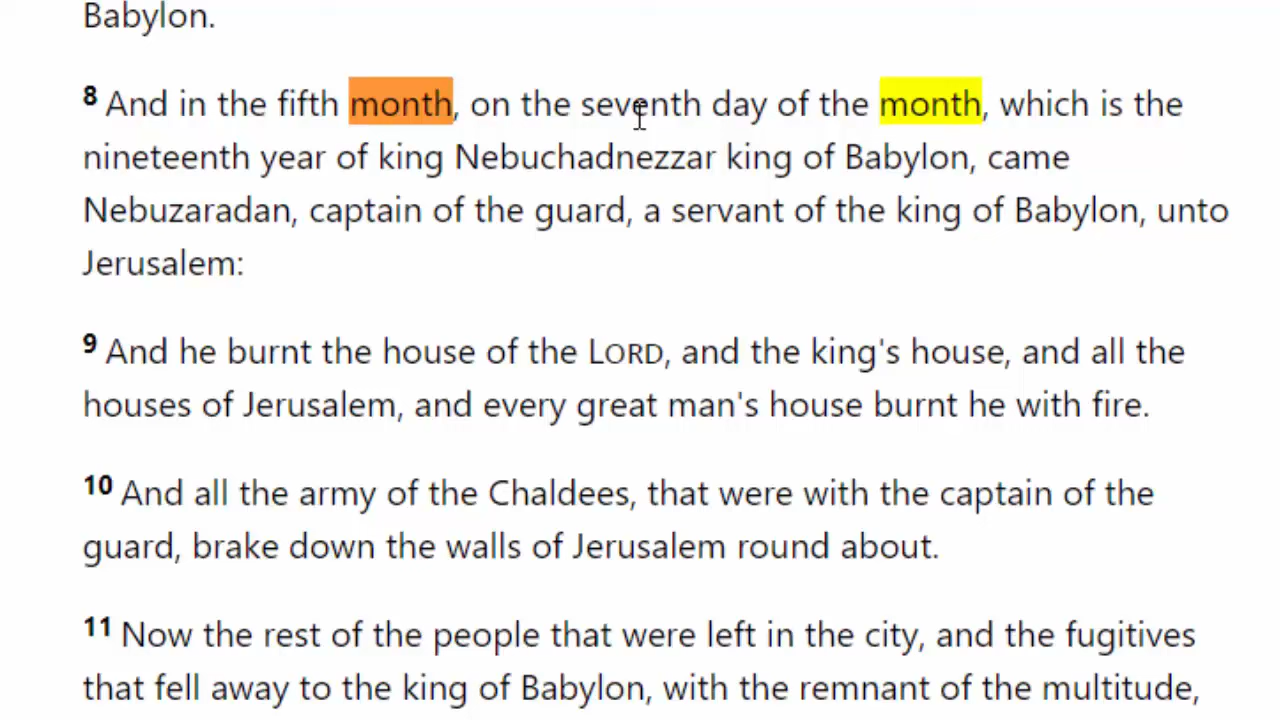 Babylon.
8 And in the fifth month, on the seventh day of the month, which is the
nineteenth year of king Nebuchadnezzar king of Babylon, came
Nebuzaradan, captain of the guard, a servant of the king of Babylon, unto
Jerusalem:
9 And he burnt the house of the LORD, and the king's house, and all the
houses of Jerusalem, and every great man's house burnt he with fire.
10 And all the army of the Chaldees, that were with the captain of the
guard, brake down the walls of Jerusalem round about.
11 Now the rest of the people that were left in the city, and the fugitives
that fell away to the king of Babylon, with the remnant of the multitude,